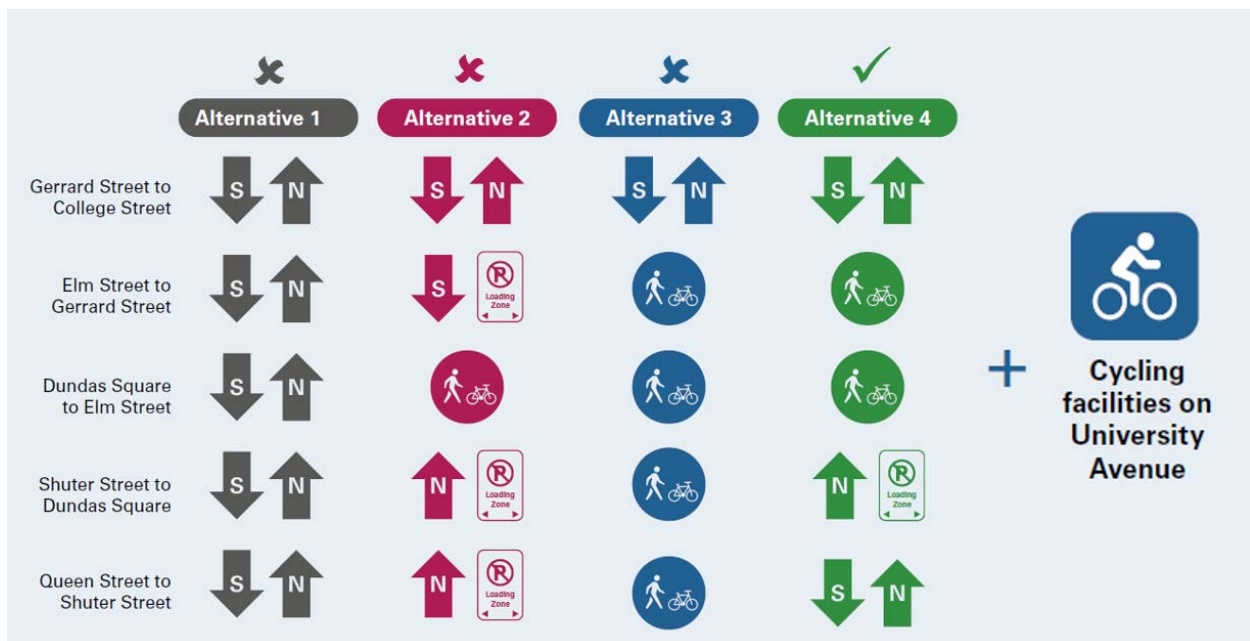 Alternative 1
Alternative 2
Alternative 3
Alternative 4
Gerrard Street to
College Street
S N
S N
S N
S N
Elm Street to
Gerrard Street
S N
S
P
Loading
Zone
Dundas Square
to Elm Street
S N
Shuter Street to
Dundas Square
S N
N
P
Loading
Zone
N
P
Loading
Zone
Queen Street to
Shuter Street
S N
N
P
Loading
Zone
S N
+
Cycling
facilities on
University
Avenue